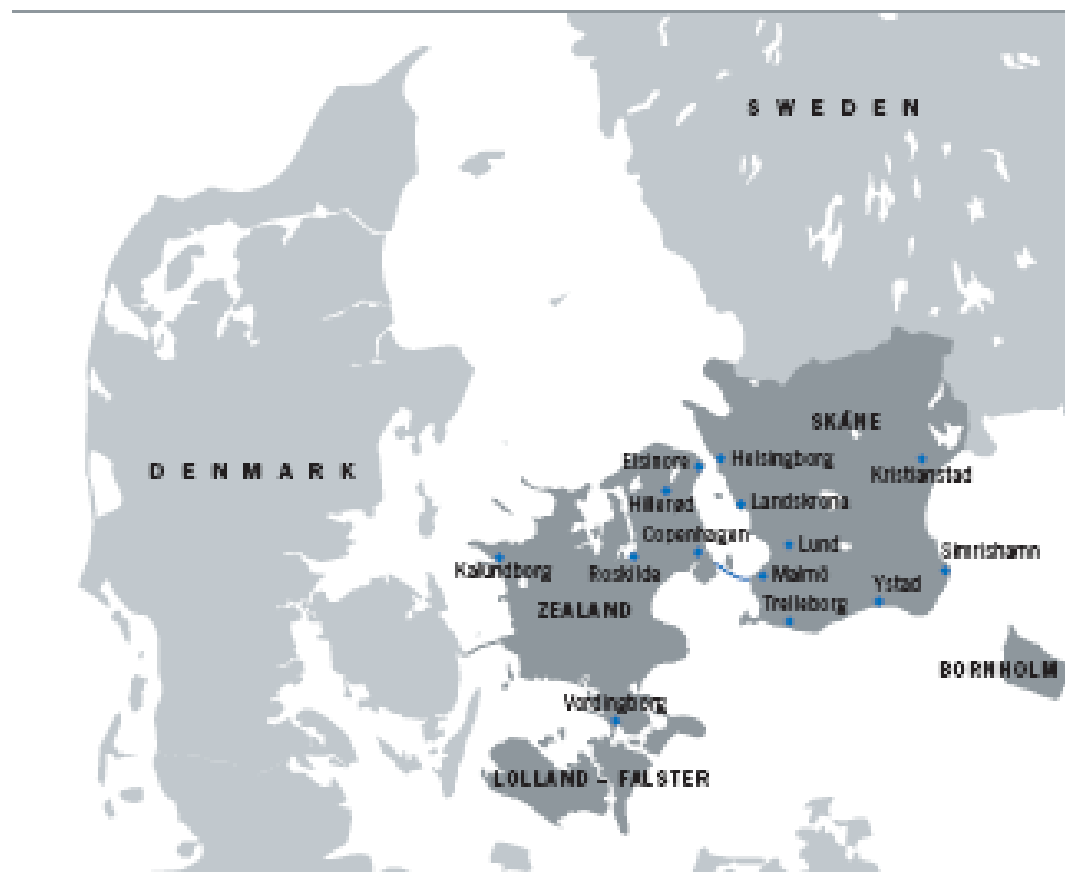 SWEDEN
SKÅNE
DENMARK
Elsinore
Helsingborg
Kristianstad
Hillerød
Landskrona
Copenhagen
Lund
Simrishamn
Kalundborg
Roskilde
Malmö
Ystad
Trelleborg
ZEALAND
BORNHOLM
Vordingborg
LOLLAND – FALSTER